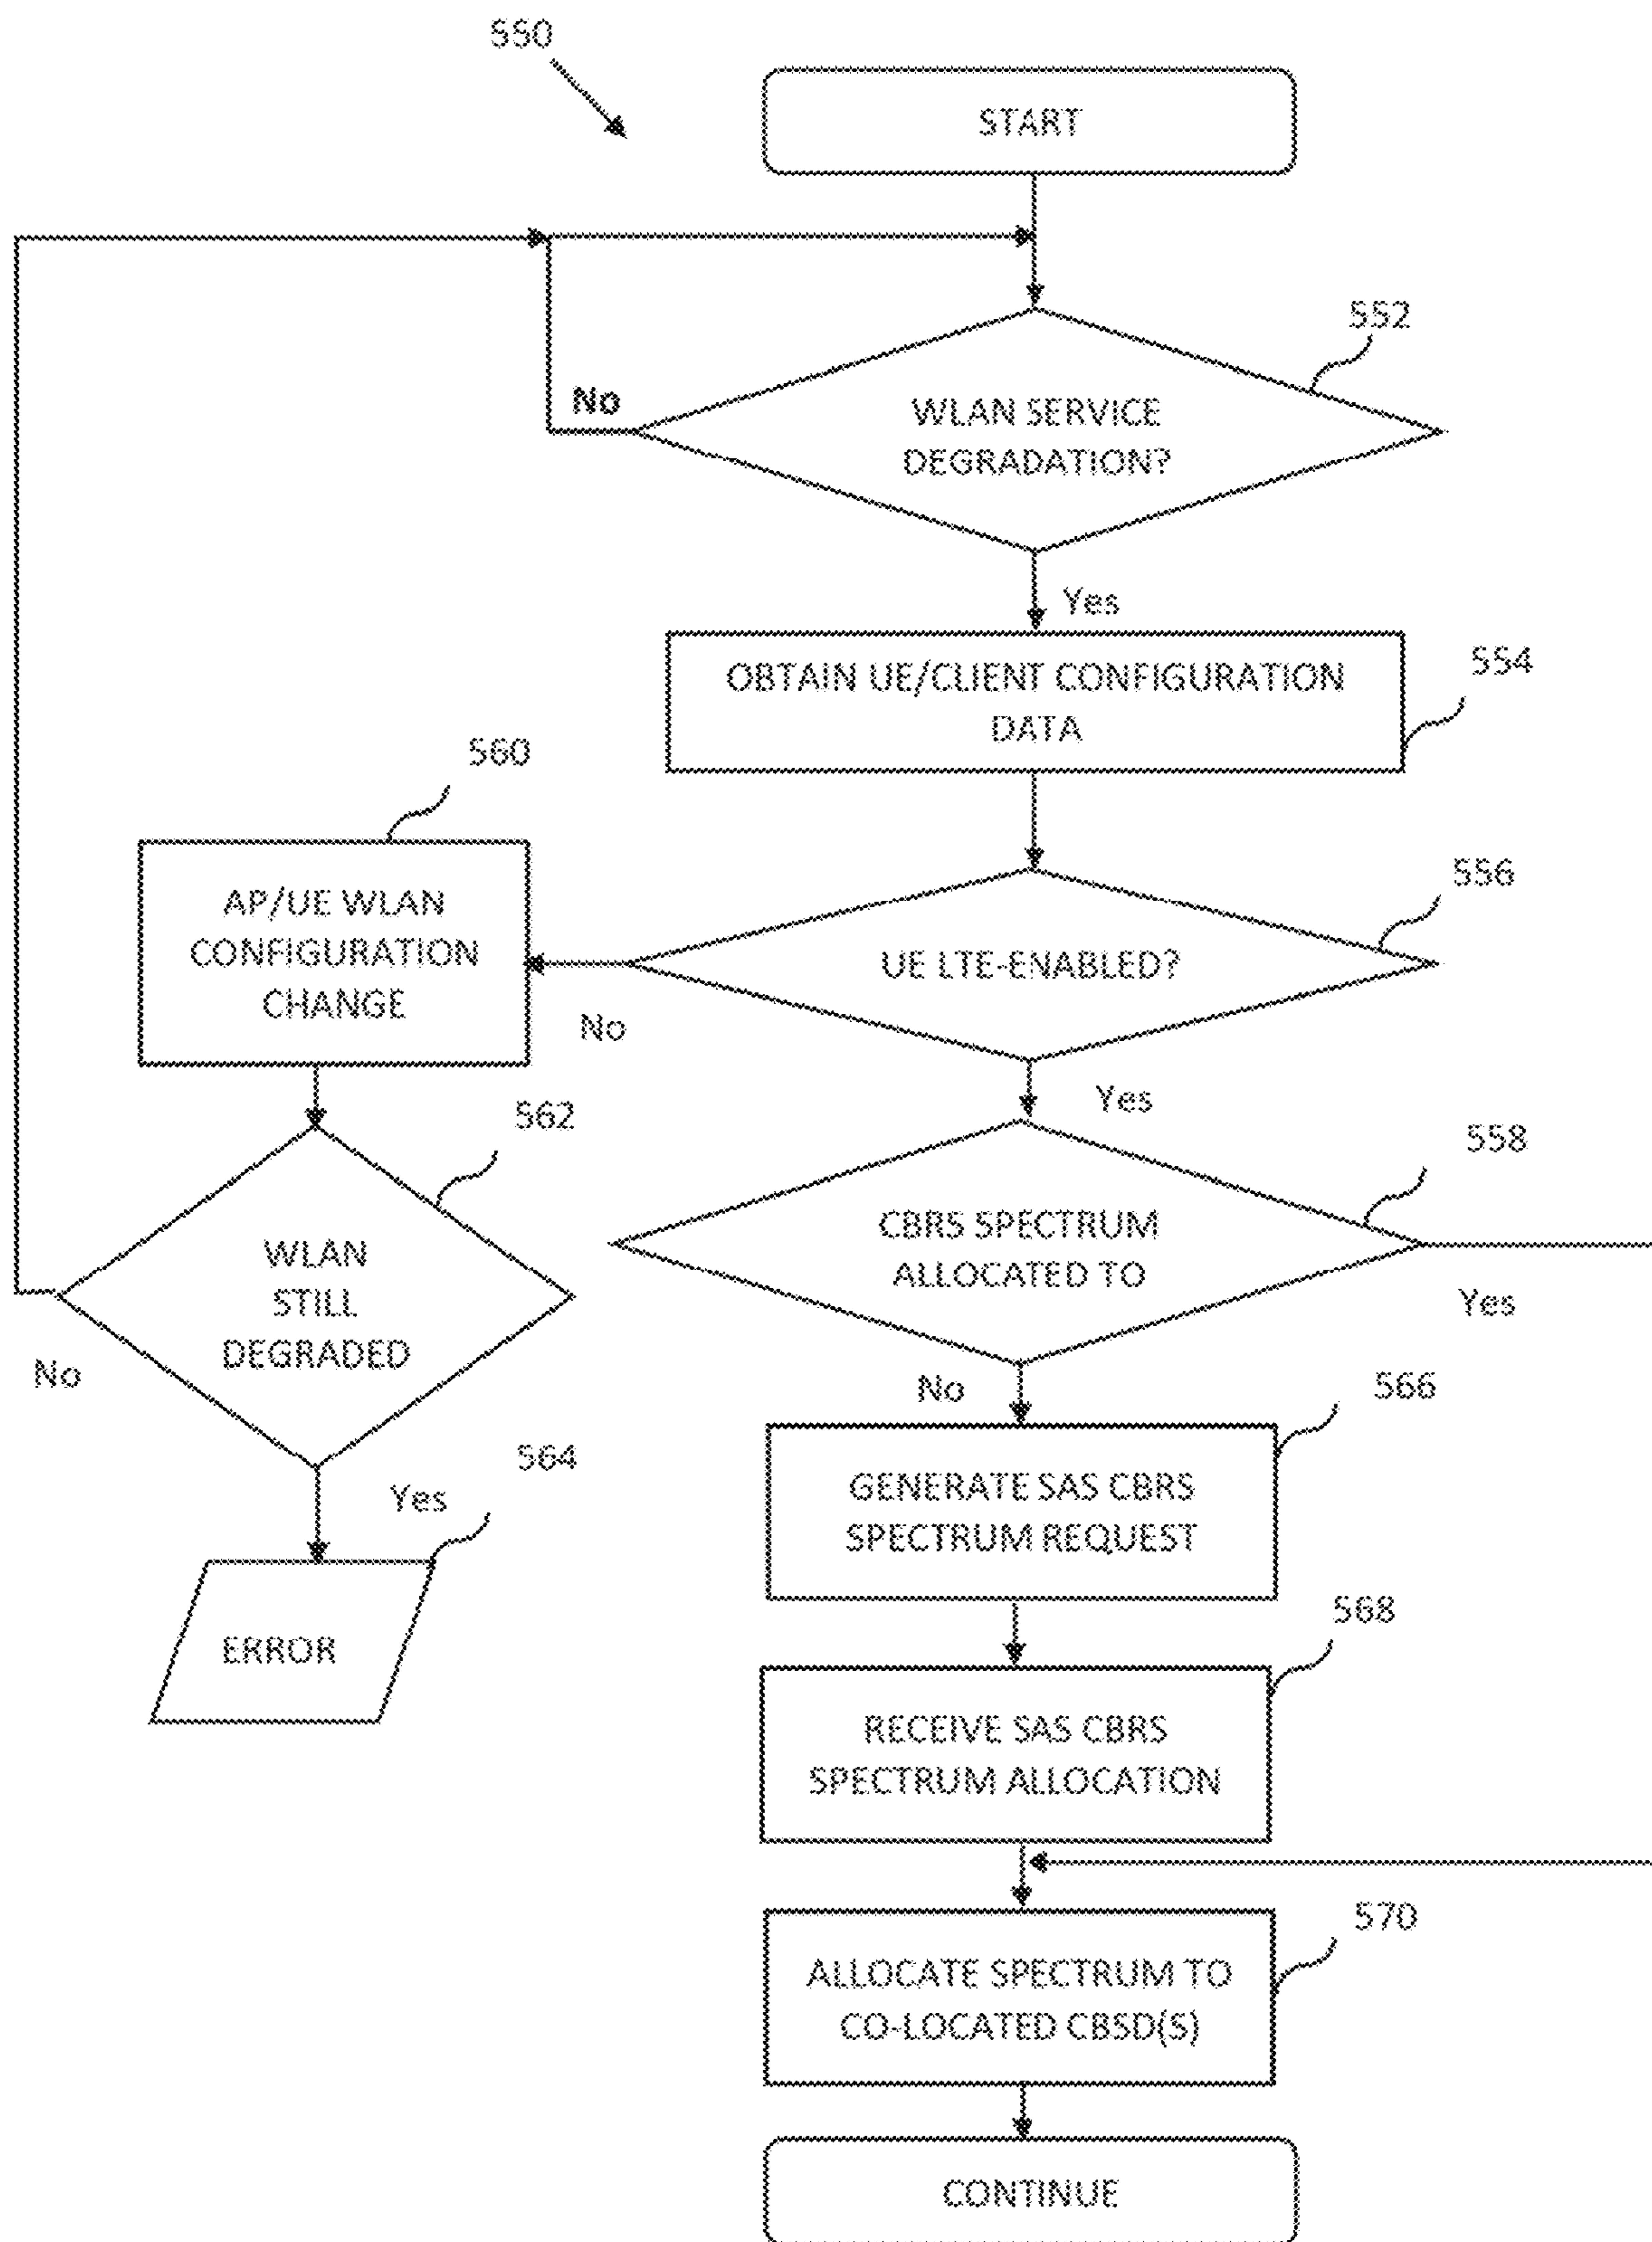 550
START
552
No
WLAN SERVICE
DEGRADATION?
Yes
554
OBTAIN UE/CLIENT CONFIGURATION
DATA
560
556
AP/UE WLAN
CONFIGURATION
CHANGE
UE LTE-ENABLED?
No
Yes
562
558
CBRS SPECTRUM
ALLOCATED TO
WLAN
STILL
DEGRADED
Yes
No
No
566
564
Yes
GENERATE SAS CBRS
SPECTRUM REQUEST
568
ERROR
RECEIVE SAS CBRS
SPECTRUM ALLOCATION
570
ALLOCATE SPECTRUM TO
CO-LOCATED CBSD(S)
CONTINUE